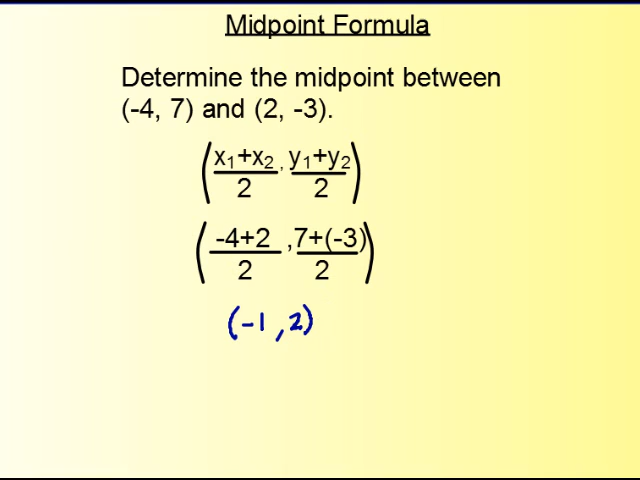 Midpoint Formula
Determine the midpoint between
(-4, 7) and (2, -3).
(x₁+x₂/2, y₁+y₂/2)
(-4+2/2, 7+(-3)/2)
(-1, 2)